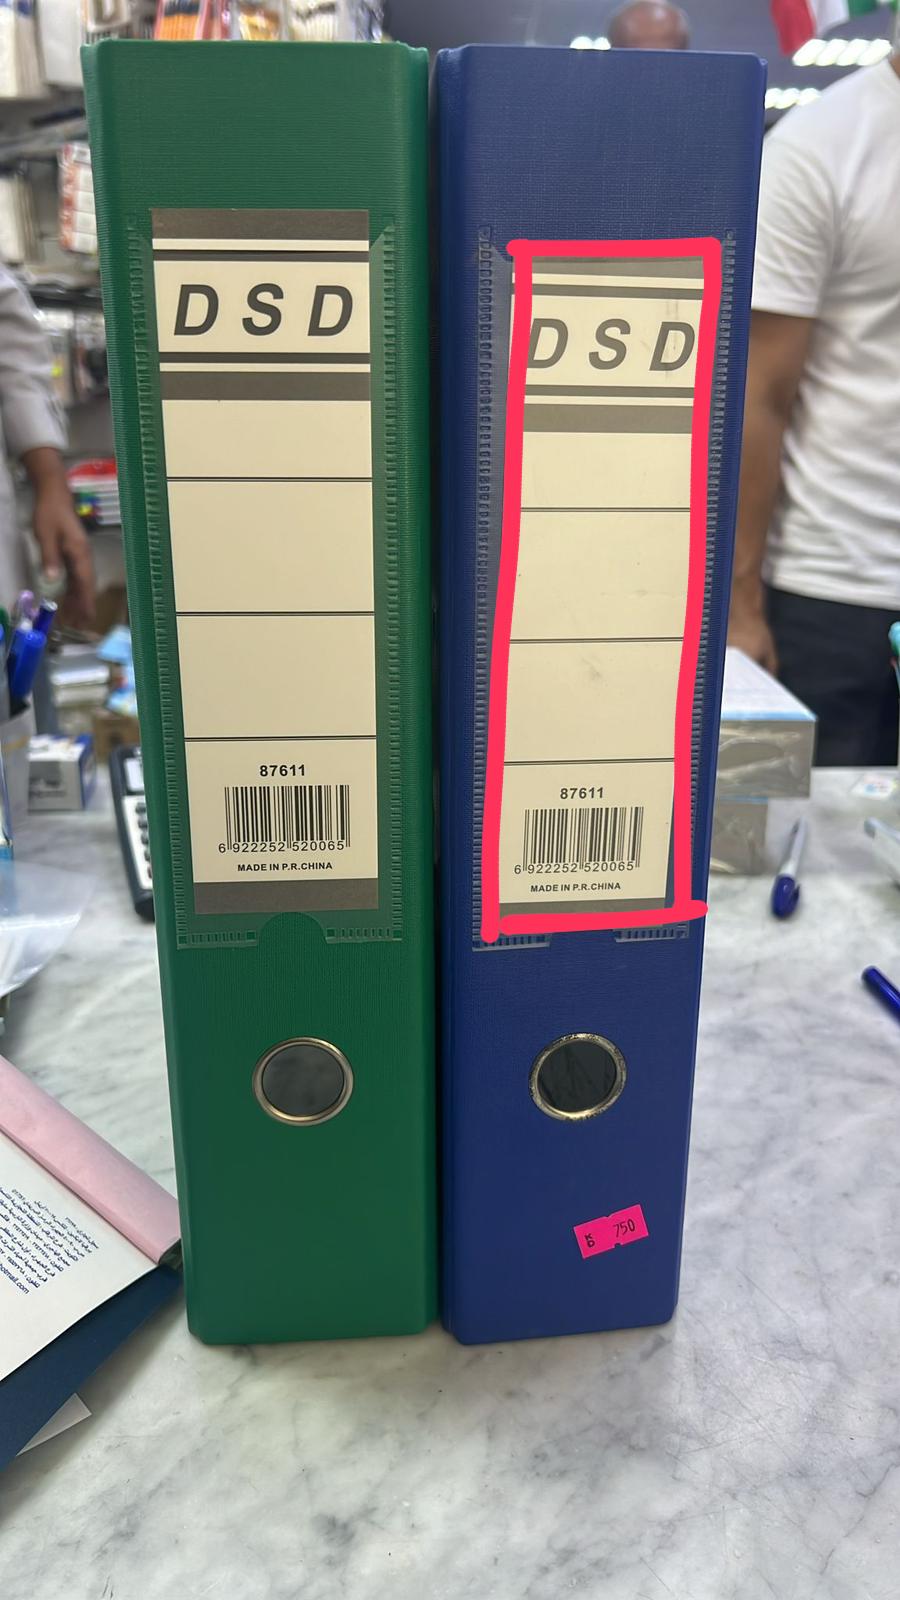 DSD
87611
6 922252 520065
MADE IN P.R.CHINA
DSD
87611
6 922252 520065
MADE IN P.R.CHINA
750